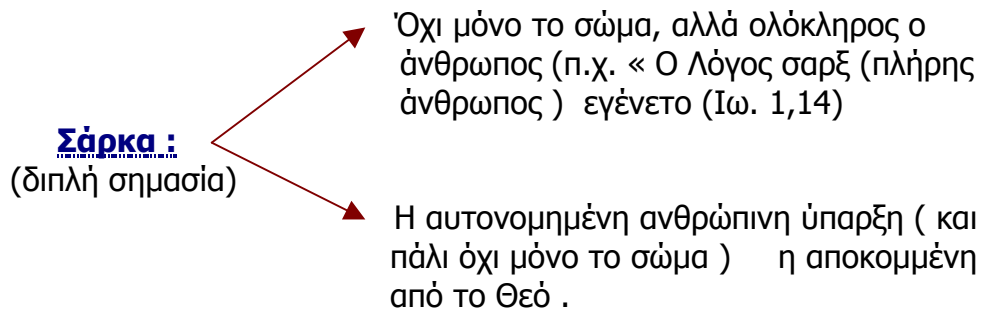 Όχι μόνο το σώμα, αλλά ολόκληρος ο
άνθρωπος (π.χ. « Ο Λόγος σαρξ (πλήρης
άνθρωπος ) εγένετο (Ιω. 1,14)
Σάρκα :
(διπλή σημασία)
Η αυτονομημένη ανθρώπινη ύπαρξη ( και
πάλι όχι μόνο το σώμα ) η αποκομμένη
από το Θεό .